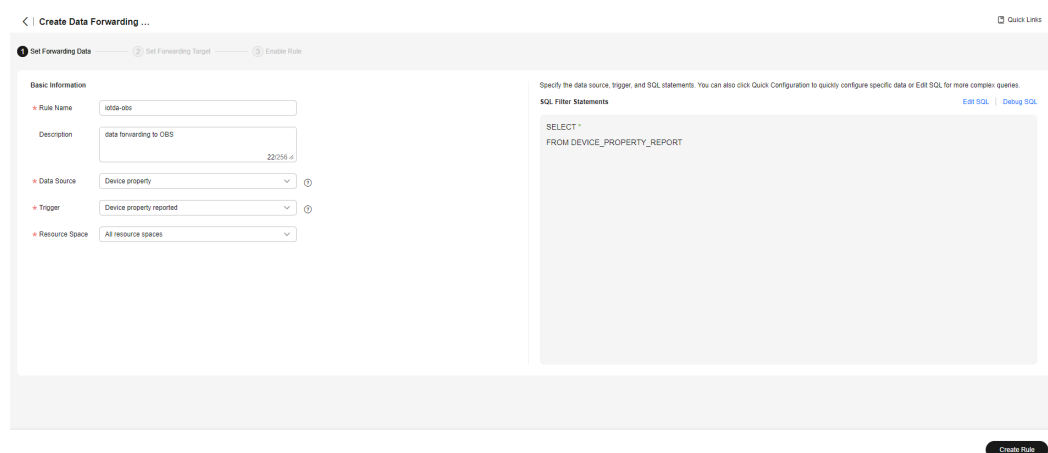 Create Data Forwarding ...
Quick Links
1 Set Forwarding Data 2 Set Forwarding Target 3 Enable Rule
Basic Information
* Rule Name iotda-obs
Description data forwarding to OBS
22/256
* Data Source Device property
* Trigger Device property reported
* Resource Space All resource spaces
Specify the data source, trigger, and SQL statements. You can also click Quick Configuration to quickly configure specific data or Edit SQL for more complex queries.
SQL Filter Statements Edit SQL | Debug SQL
SELECT *
FROM DEVICE_PROPERTY_REPORT
Create Rule